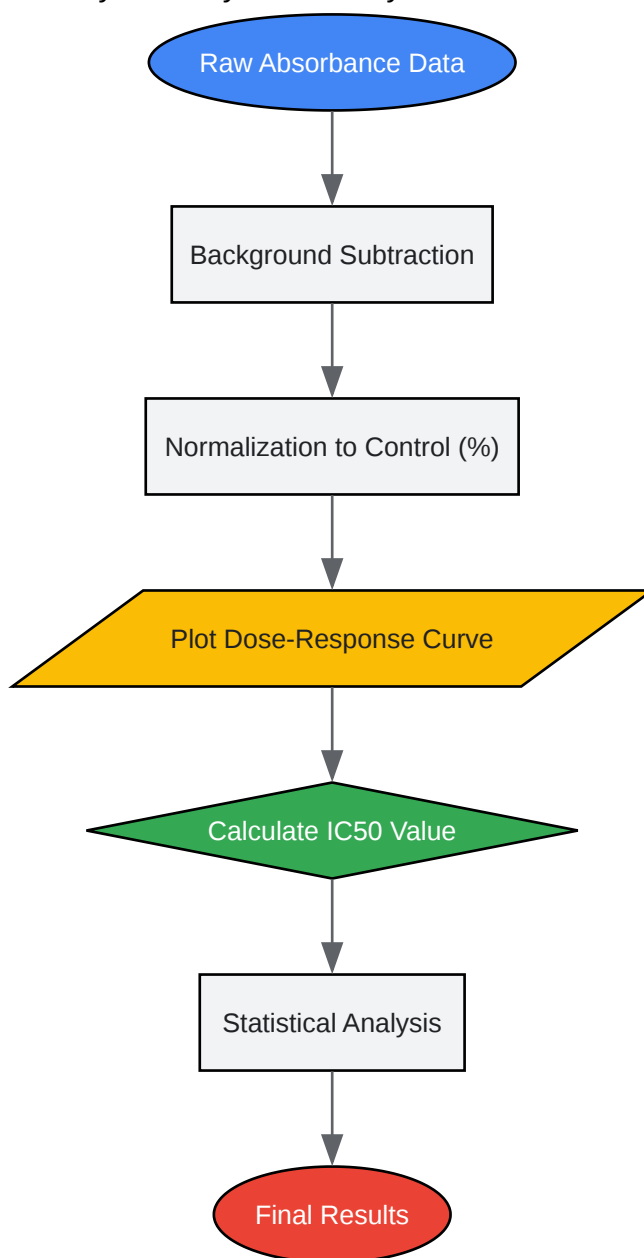 Raw Absorbance Data
Background Subtraction
Normalization to Control (%)
Plot Dose-Response Curve
Calculate IC50 Value
Statistical Analysis
Final Results